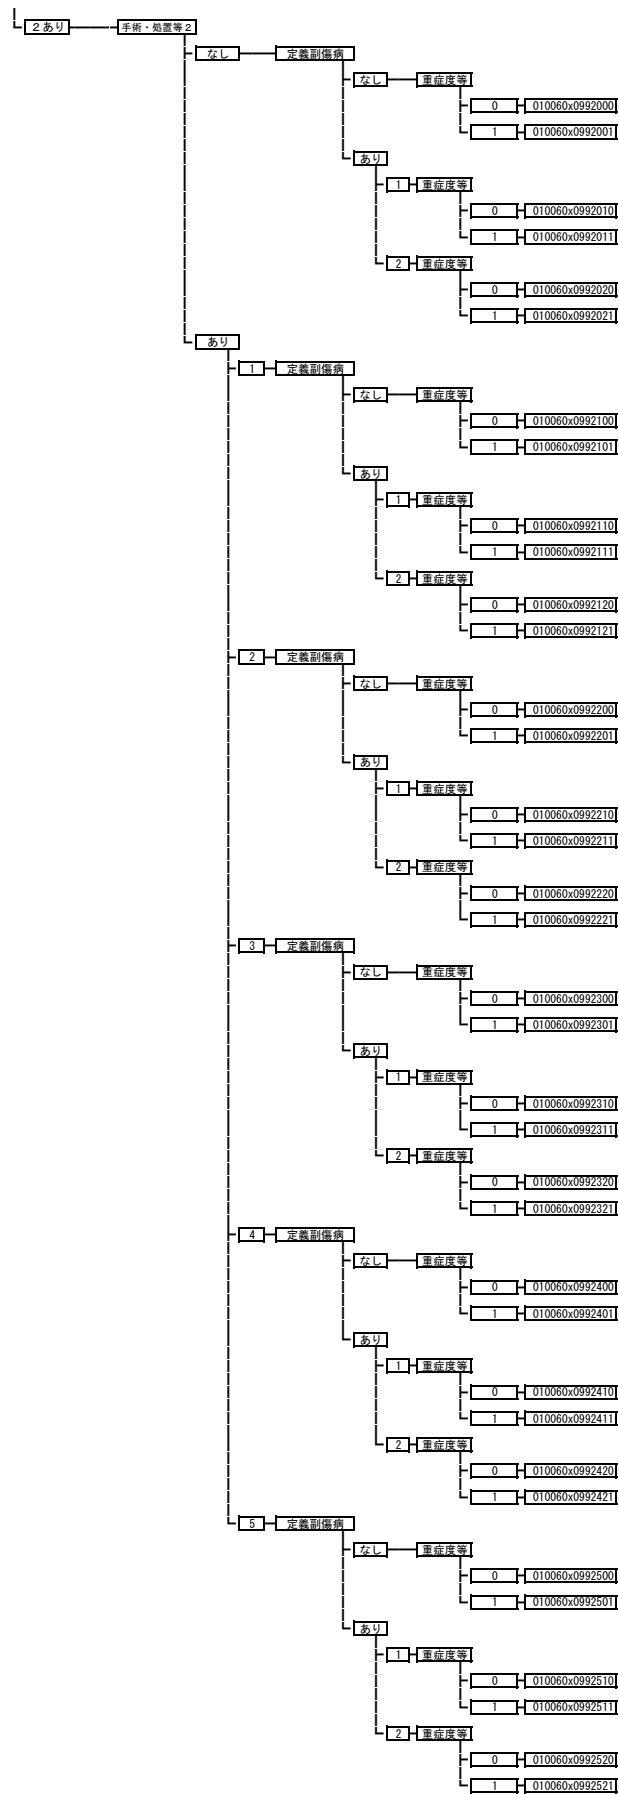 ２あり 手術・処置等２
なし 定義副傷病
なし 重症度等
0 010060x0992000
1 010060x0992001
あり
1 重症度等
0 010060x0992010
1 010060x0992011
2 重症度等
0 010060x0992020
1 010060x0992021
あり
1 定義副傷病
なし 重症度等
0 010060x0992100
1 010060x0992101
あり
1 重症度等
0 010060x0992110
1 010060x0992111
2 重症度等
0 010060x0992120
1 010060x0992121
2 定義副傷病
なし 重症度等
0 010060x0992200
1 010060x0992201
あり
1 重症度等
0 010060x0992210
1 010060x0992211
2 重症度等
0 010060x0992220
1 010060x0992221
3 定義副傷病
なし 重症度等
0 010060x0992300
1 010060x0992301
あり
1 重症度等
0 010060x0992310
1 010060x0992311
2 重症度等
0 010060x0992320
1 010060x0992321
4 定義副傷病
なし 重症度等
0 010060x0992400
1 010060x0992401
あり
1 重症度等
0 010060x0992410
1 010060x0992411
2 重症度等
0 010060x0992420
1 010060x0992421
5 定義副傷病
なし 重症度等
0 010060x0992500
1 010060x0992501
あり
1 重症度等
0 010060x0992510
1 010060x0992511
2 重症度等
0 010060x0992520
1 010060x0992521